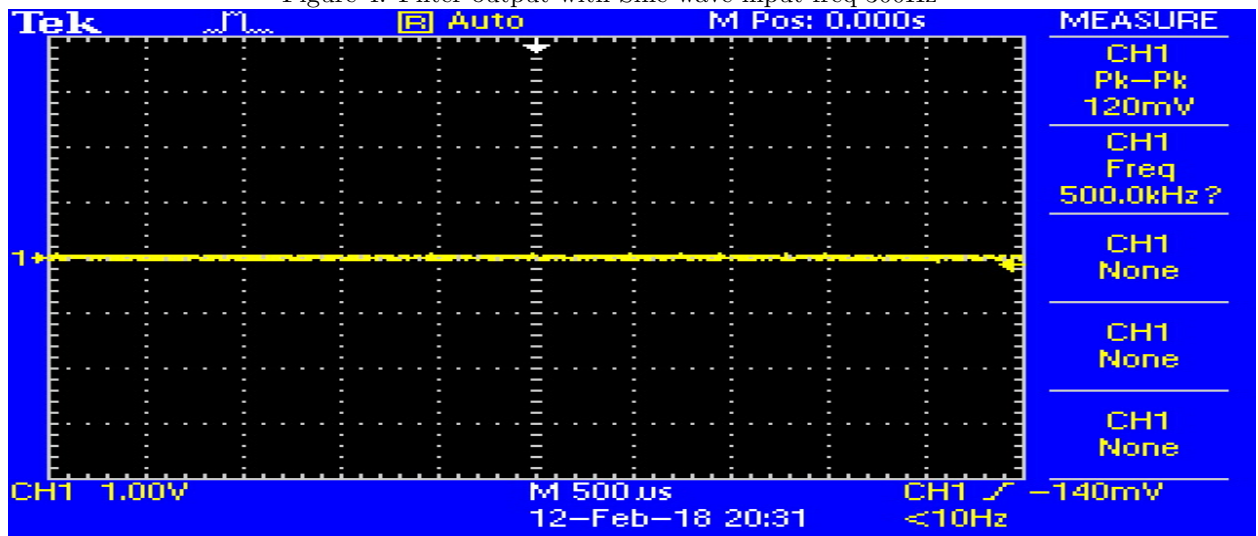 Tek Auto M Pos: 0.000s MEASURE
CH1
Pk-Pk
120mV
CH1
Freq
500.0kHz?
1
CH1
None
CH1
None
CH1
None
CH1 1.00V M 500us CH1 -140mV
12-Feb-18 20:31 <10Hz